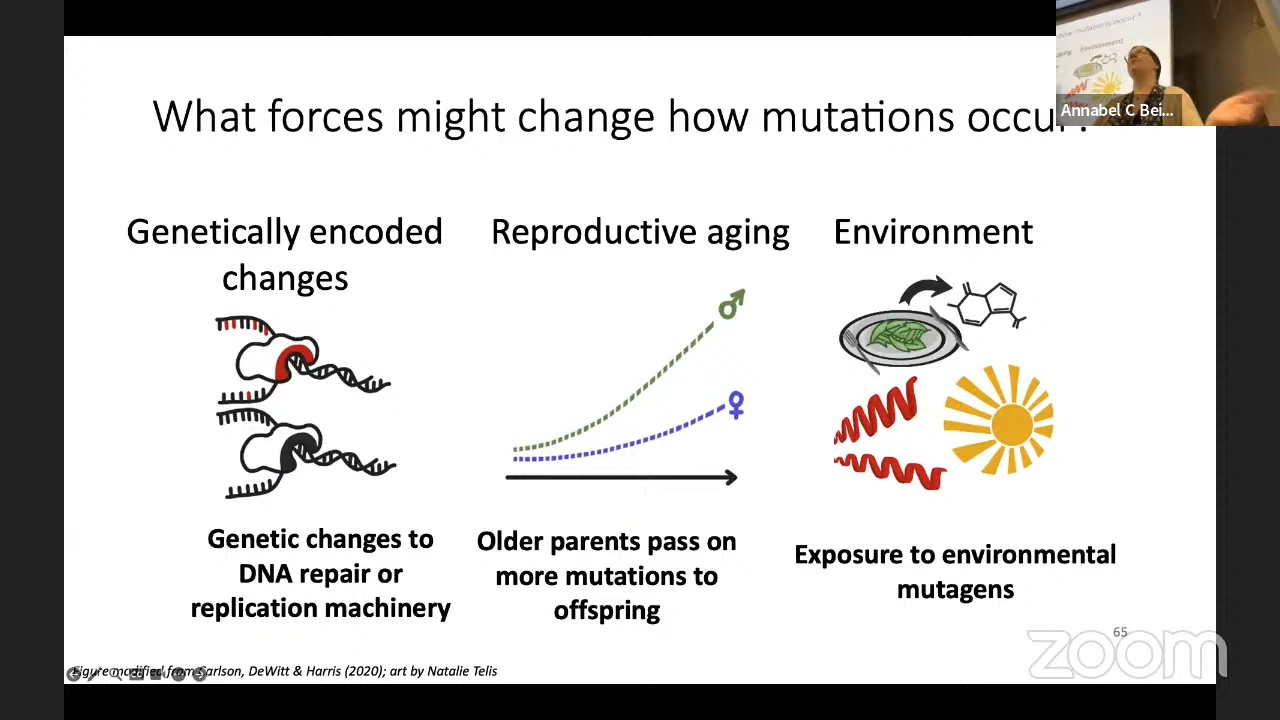 What forces might change how mutations occur?
Annabel C Bei...
Genetically encoded
changes
Reproductive aging
Environment
Genetic changes to
DNA repair or
replication machinery
Older parents pass on
more mutations to
offspring
Exposure to environmental
mutagens
65
zoom
Figure modified from Carlson, DeWitt & Harris (2020); art by Natalie Telis